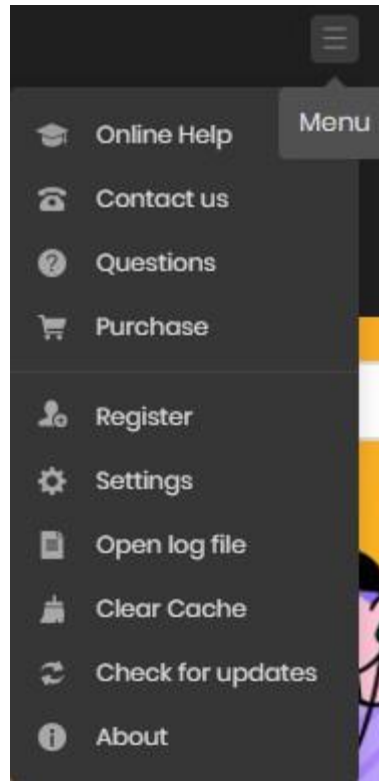 Menu
Online Help
Contact us
Questions
Purchase
Register
Settings
Open log file
Clear Cache
Check for updates
About